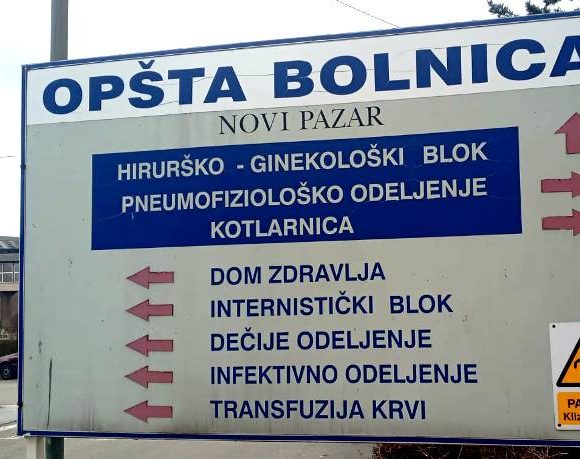 OPŠTA BOLNICA
NOVI PAZAR
HIRURŠKO - GINEKOLOŠKI BLOK
PNEUMOFIZIOLOŠKO ODELJENJE
KOTLARNICA
DOM ZDRAVLJA
INTERNISTIČKI BLOK
DEČIJE ODELJENJE
INFEKTIVNO ODELJENJE
TRANSFUZIJA KRVI